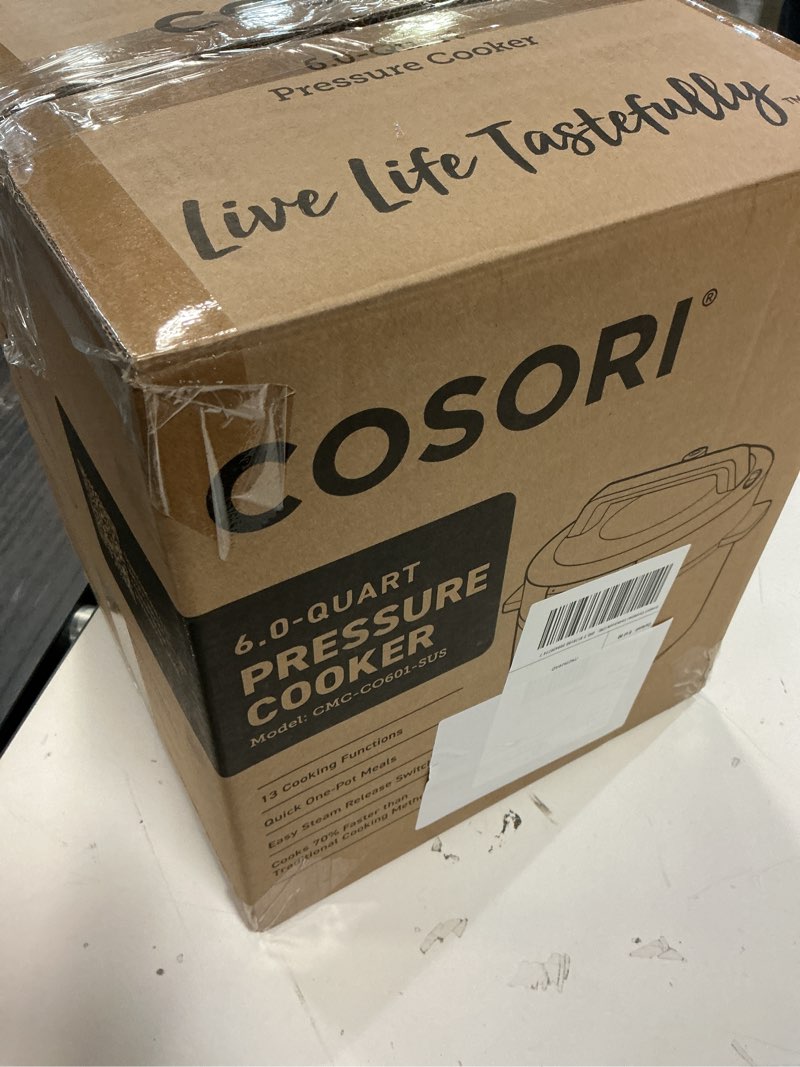 6.0-Quart
Pressure Cooker
Live Life Tastefully™
COSORI®
6.0-QUART
PRESSURE
COOKER
Model: CMC-CO601-SUS
13 Cooking Functions
Quick One-Pot Meals
Easy Steam Release Switch
Cooks 70% Faster than
Traditional Cooking